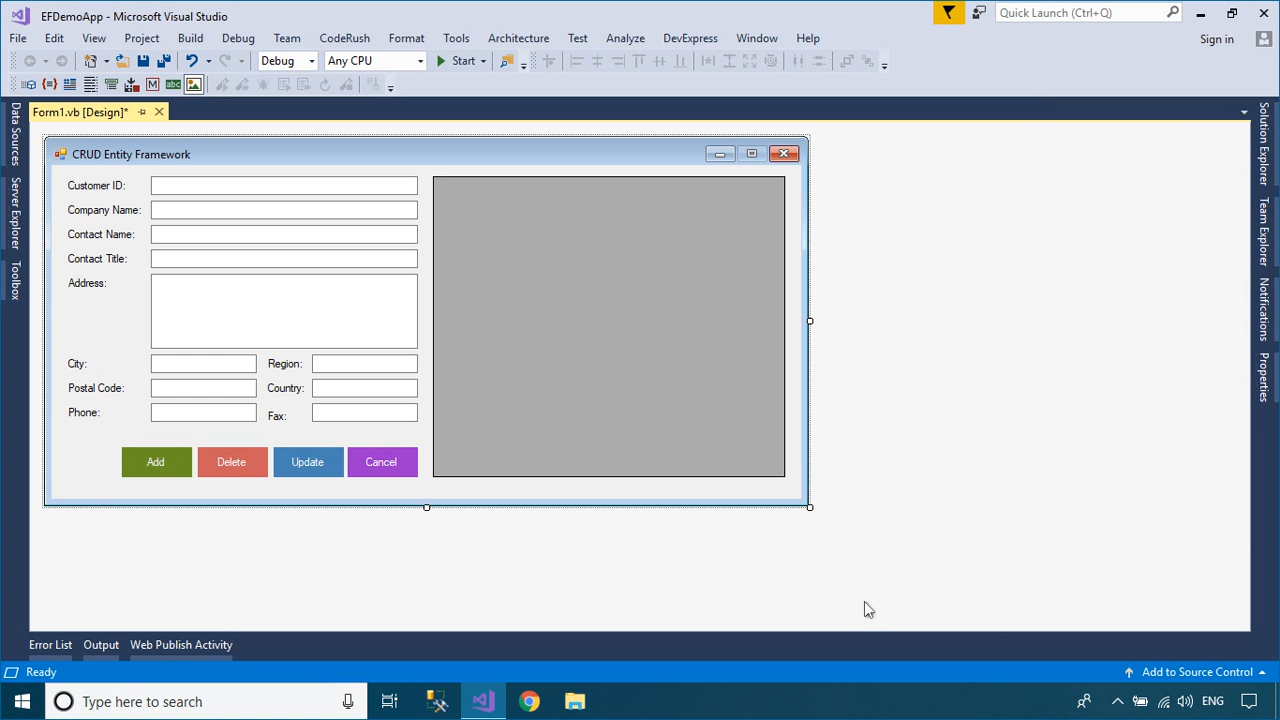 EFDemoApp - Microsoft Visual Studio
Quick Launch (Ctrl+Q)
File Edit View Project Build Debug Team CodeRush Format Tools Architecture Test Analyze DevExpress Window Help
Sign in
Debug Any CPU Start
M abc
Form1.vb [Design]*
Data Sources
Server Explorer
Toolbox
CRUD Entity Framework
Customer ID:
Company Name:
Contact Name:
Contact Title:
Address:
City: Region:
Postal Code: Country:
Phone: Fax:
Add Delete Update Cancel
Solution Explorer
Team Explorer
Notifications
Properties
Error List Output Web Publish Activity
Ready
Add to Source Control
Type here to search
ENG